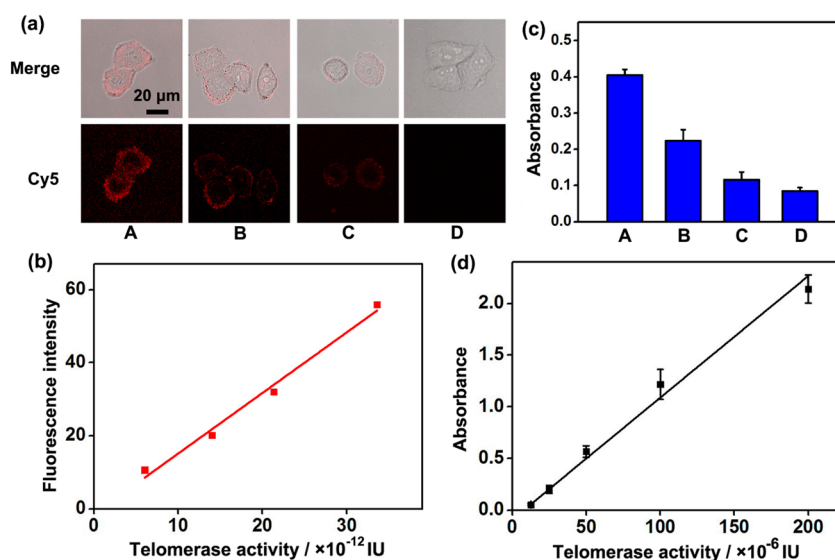 (a)
Merge
20 µm
Cy5
A B C D
(c)
Absorbance
0.5
0.4
0.3
0.2
0.1
0.0
A B C D
(b)
Fluorescence intensity
60
40
20
0
0 10 20 30
Telomerase activity / ×10⁻¹² IU
(d)
Absorbance
2.0
1.5
1.0
0.5
0.0
0 50 100 150 200
Telomerase activity / ×10⁻⁶ IU